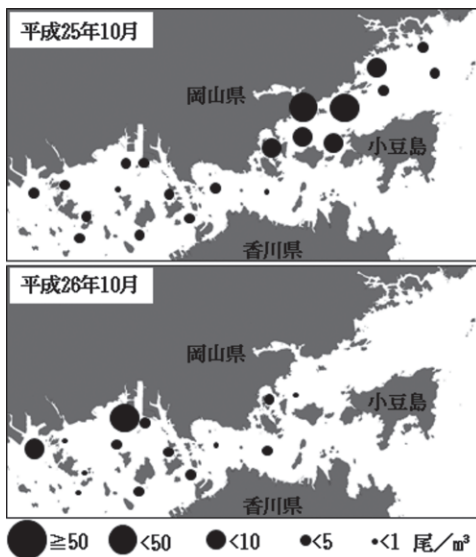 平成25年10月
岡山県
小豆島
香川県
平成26年10月
岡山県
小豆島
香川県
≧50 <50 <10 <5 <1 尾/m³